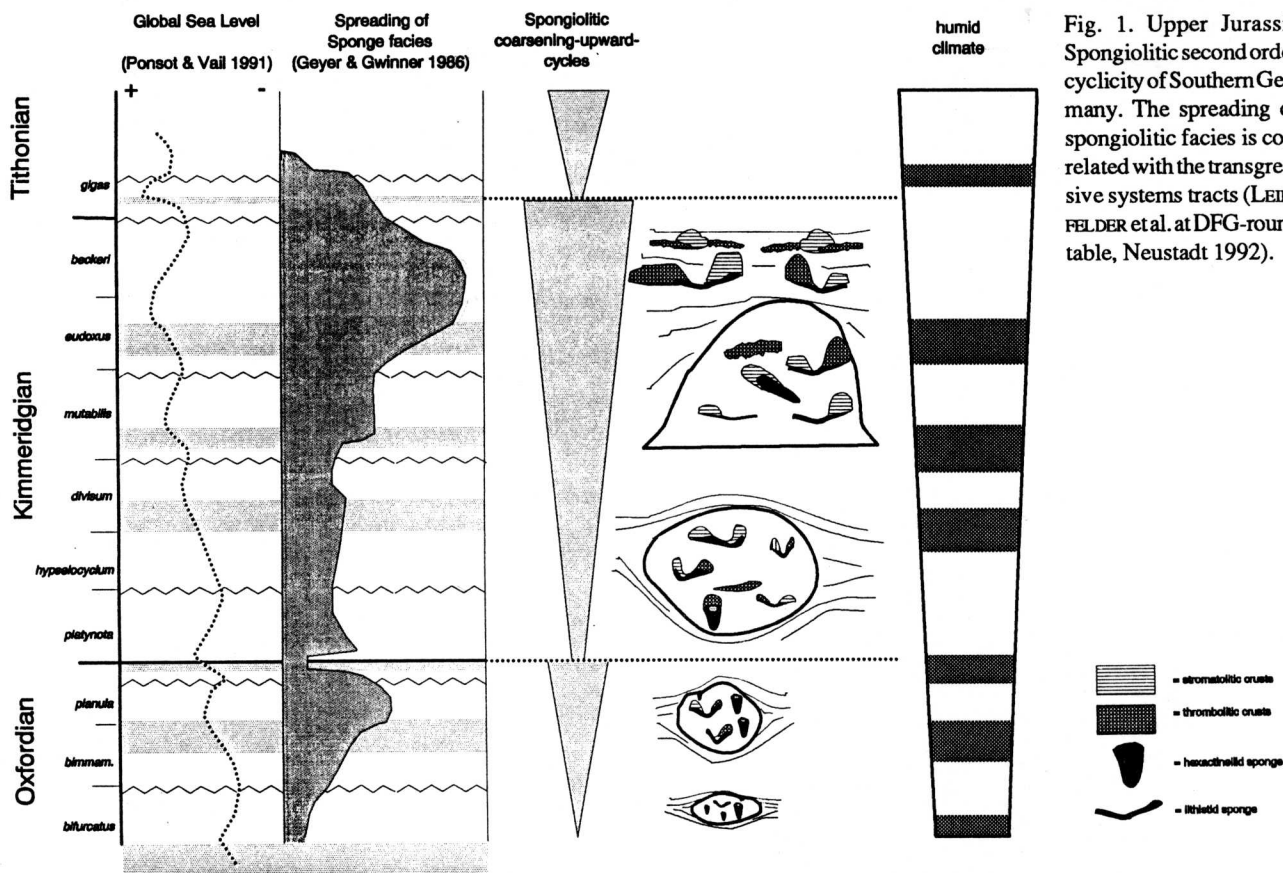 Global Sea Level
(Ponsot & Vail 1991)
+ -
Spreading of
Sponge facies
(Geyer & Gwinner 1986)
Spongiolitic
coarsening-upward-
cycles
humid
climate
Fig. 1. Upper Jurass
Spongiolitic second orde
cyclicity of Southern Ge
many. The spreading o
spongiolitic facies is co
related with the transgre
sive systems tracts (LEI
FELDER et al. at DFG-roun
table, Neustadt 1992).
Tithonian
gigas
Kimmeridgian
beckeri
eudoxus
mutabilis
divisum
hypselocyclum
platynota
Oxfordian
planula
bimmam.
bifurcatus
= stromatolitic crusts
= thrombolitic crusts
= hexactinellid sponge
= lithistid sponge